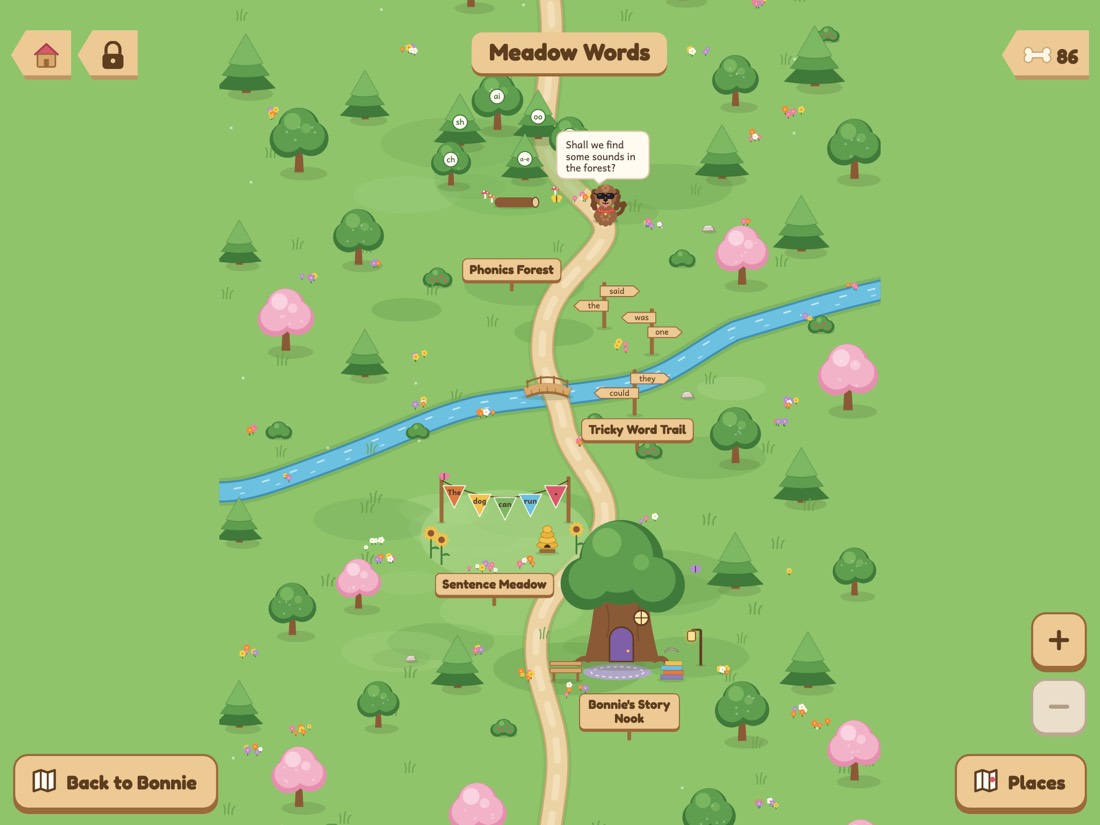 Meadow Words
86
ai
sh
oo
ch
a-e
Shall we find
some sounds in
the forest?
Phonics Forest
said
the
was
one
they
could
Tricky Word Trail
The
dog
can
run
.
Sentence Meadow
Bonnie's Story
Nook
+
−
Back to Bonnie
Places